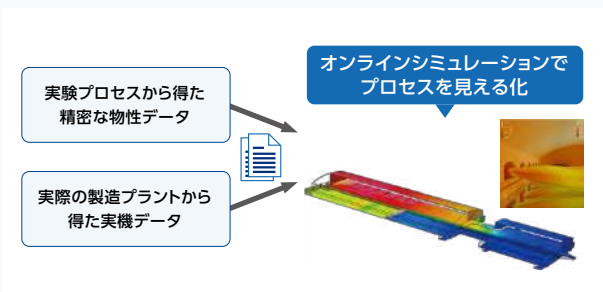 オンラインシミュレーションで
プロセスを見える化
実験プロセスから得た
精密な物性データ
実際の製造プラントから
得た実機データ